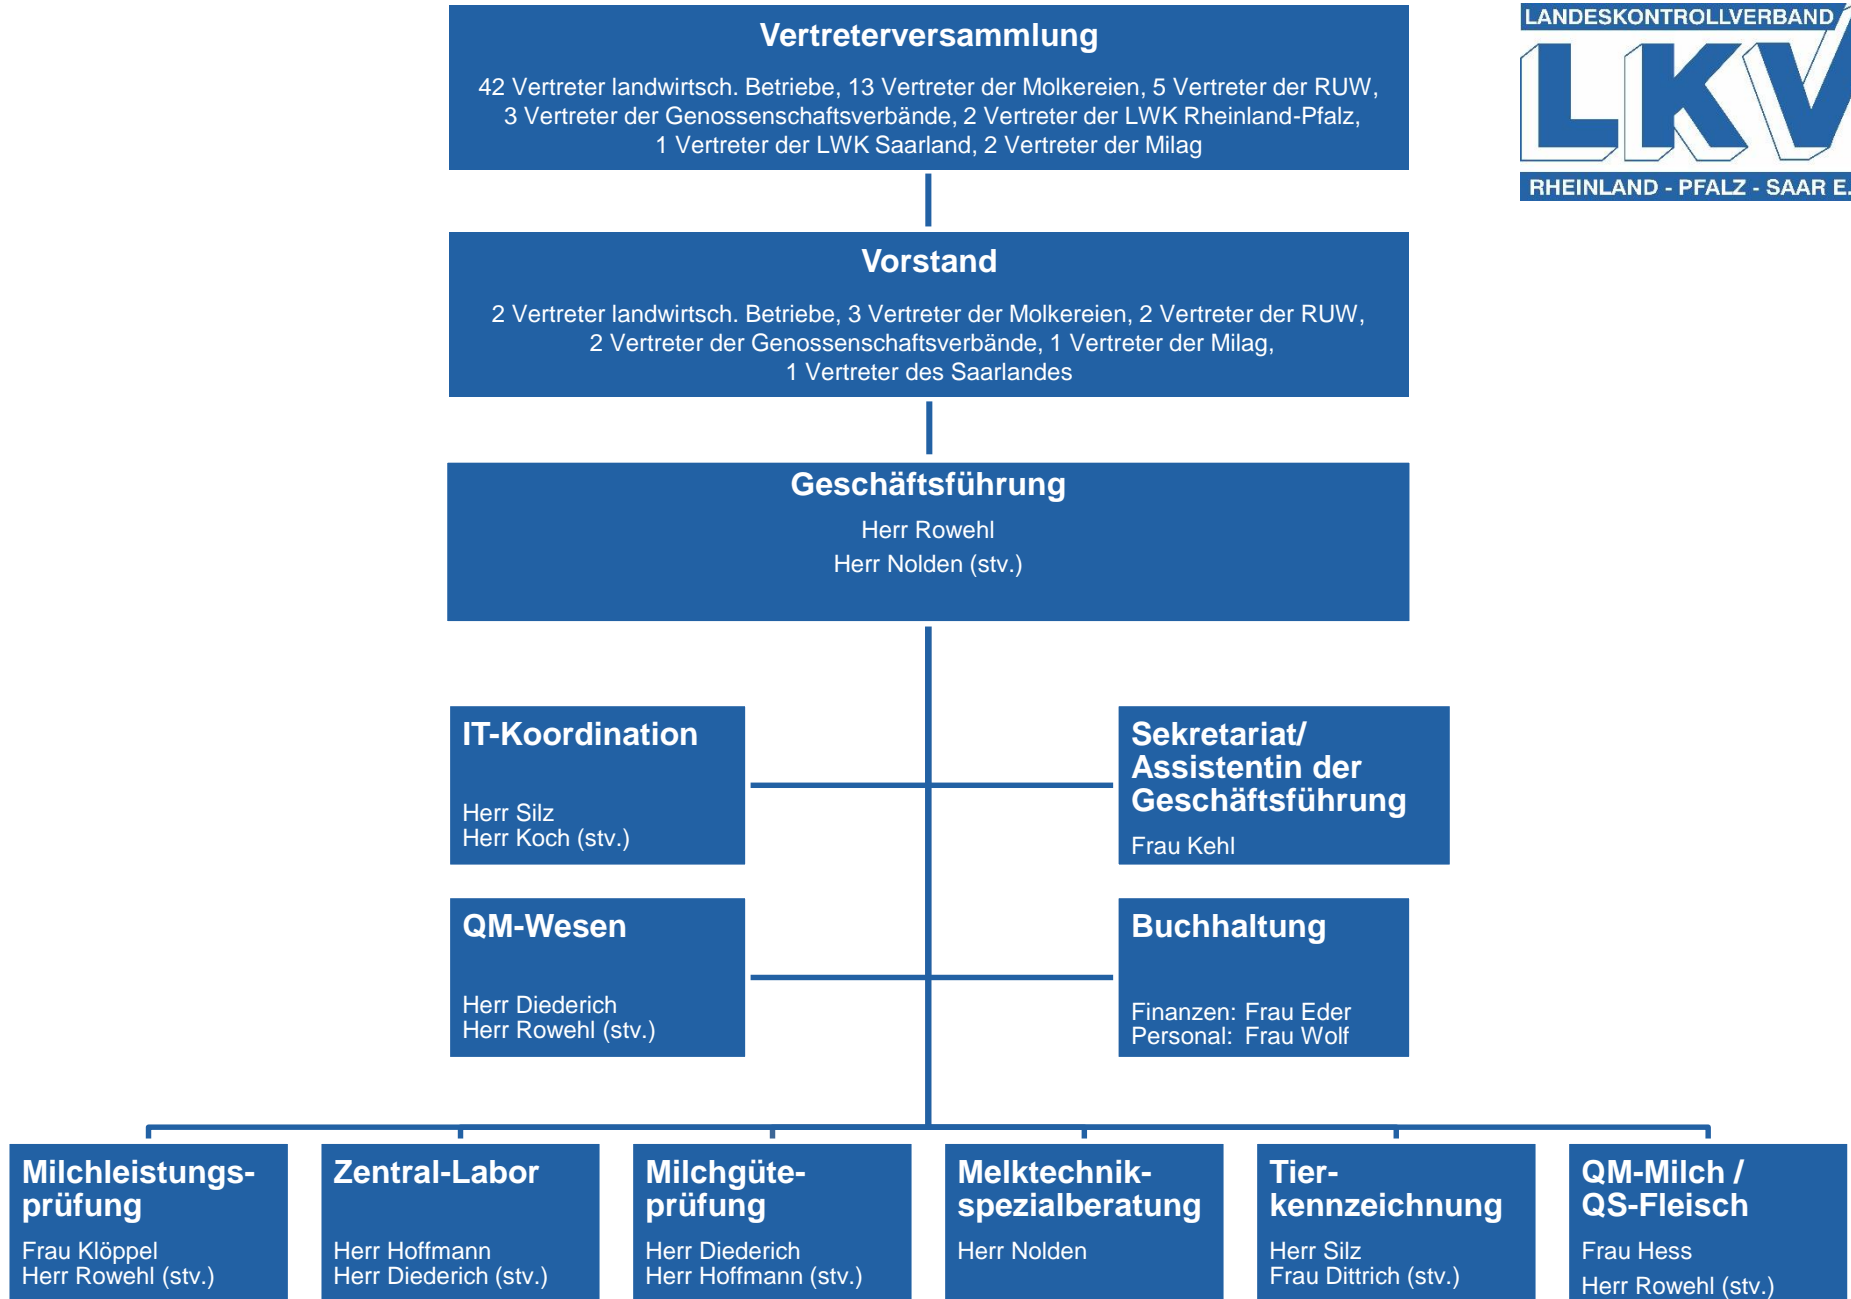 LANDESKONTROLLVERBAND
LKV
RHEINLAND - PFALZ - SAAR E.
Vertreterversammlung
42 Vertreter landwirtsch. Betriebe, 13 Vertreter der Molkereien, 5 Vertreter der RUW,
3 Vertreter der Genossenschaftsverbände, 2 Vertreter der LWK Rheinland-Pfalz,
1 Vertreter der LWK Saarland, 2 Vertreter der Milag
Vorstand
2 Vertreter landwirtsch. Betriebe, 3 Vertreter der Molkereien, 2 Vertreter der RUW,
2 Vertreter der Genossenschaftsverbände, 1 Vertreter der Milag,
1 Vertreter des Saarlandes
Geschäftsführung
Herr Rowehl
Herr Nolden (stv.)
IT-Koordination
Herr Silz
Herr Koch (stv.)
Sekretariat/
Assistentin der
Geschäftsführung
Frau Kehl
QM-Wesen
Herr Diederich
Herr Rowehl (stv.)
Buchhaltung
Finanzen: Frau Eder
Personal: Frau Wolf
Milchleistungs-
prüfung
Frau Klöppel
Herr Rowehl (stv.)
Zentral-Labor
Herr Hoffmann
Herr Diederich (stv.)
Milchgüte-
prüfung
Herr Diederich
Herr Hoffmann (stv.)
Melktechnik-
spezialberatung
Herr Nolden
Tier-
kennzeichnung
Herr Silz
Frau Dittrich (stv.)
QM-Milch /
QS-Fleisch
Frau Hess
Herr Rowehl (stv.)